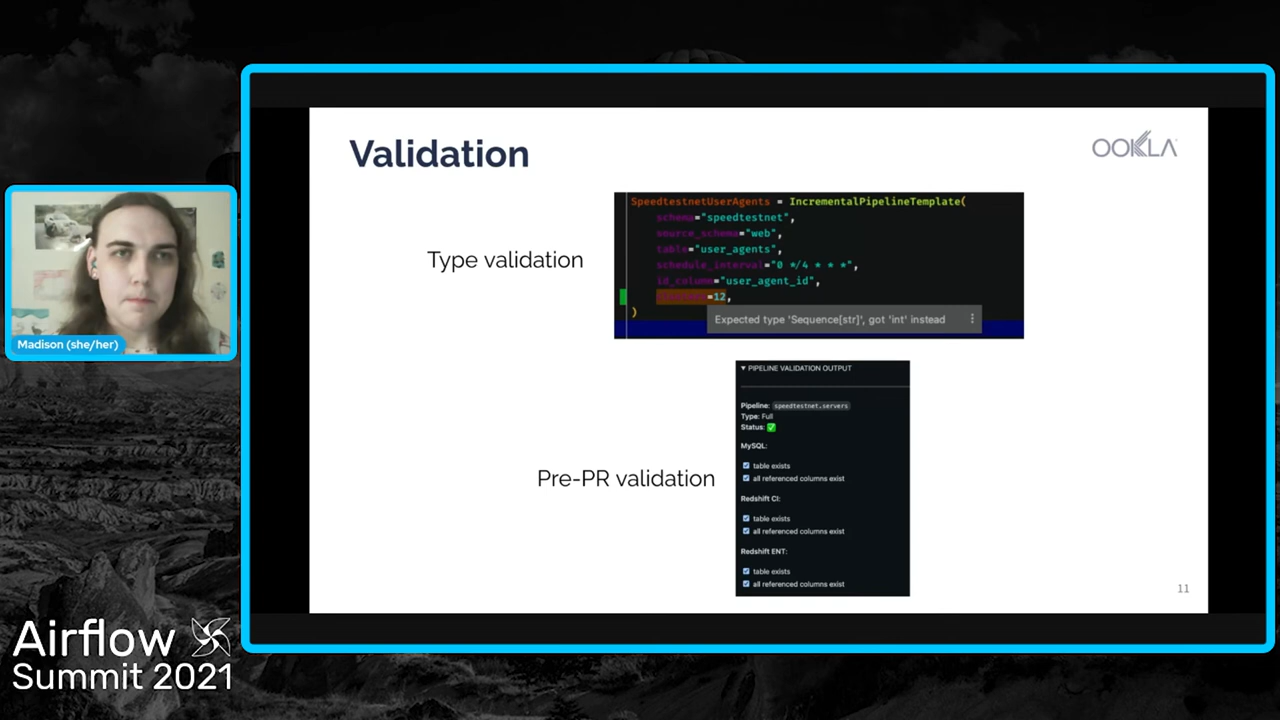 Validation
OOKLA
Type validation
SpeedtestnetUserAgents = IncrementalPipelineTemplate(
schema="speedtestnet",
source_schema="web",
table="user_agents",
schedule_interval="0 */4 * * *",
id_column="user_agent_id",
=12,
)
Expected type 'Sequence[str]', got 'int' instead
Madison (she/her)
▼ PIPELINE VALIDATION OUTPUT
Pipeline: speedtestnet.servers
Type: Full
Status: ✅
MySQL:
table exists
all referenced columns exist
Pre-PR validation
Redshift CI:
table exists
all referenced columns exist
Redshift ENT:
table exists
all referenced columns exist
11
Airflow
Summit 2021